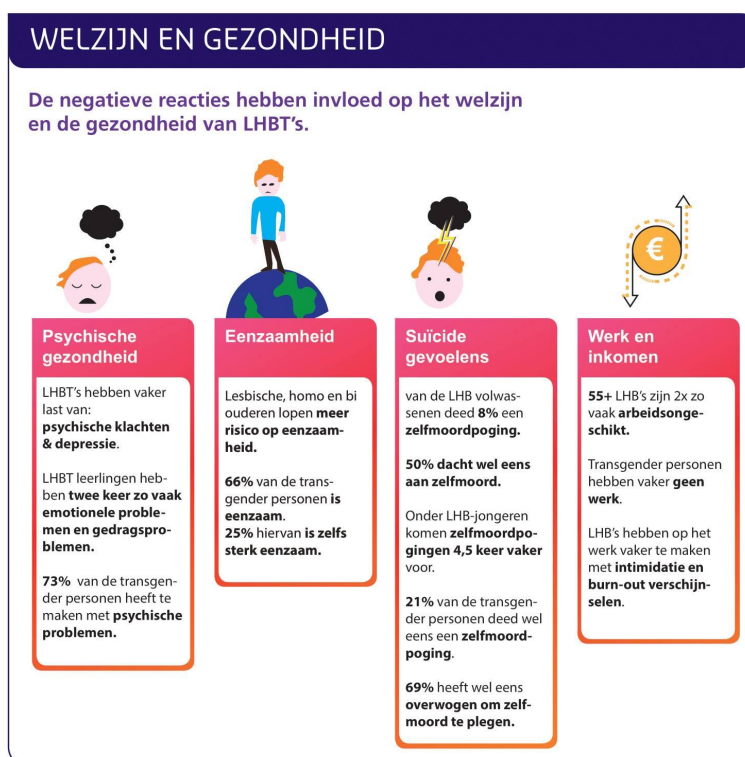 WELZIJN EN GEZONDHEID
De negatieve reacties hebben invloed op het welzijn
en de gezondheid van LHBT's.
€
Psychische
gezondheid
LHBT's hebben vaker
last van:
psychische klachten
& depressie.
LHBT leerlingen heb-
ben twee keer zo vaak
emotionele proble-
men en gedragspro-
blemen.
73% van de transgen-
der personen heeft te
maken met psychische
problemen.
Eenzaamheid
Lesbische, homo en bi
ouderen lopen meer
risico op eenzaam-
heid.
66% van de trans-
gender personen is
eenzaam.
25% hiervan is zelfs
sterk eenzaam.
Suïcide
gevoelens
van de LHB volwas-
senen deed 8% een
zelfmoordpoging.
50% dacht wel eens
aan zelfmoord.
Onder LHB-jongeren
komen zelfmoordpo-
gingen 4,5 keer vaker
voor.
21% van de transgen-
der personen deed wel
eens een zelfmoord-
poging.
69% heeft wel eens
overwogen om zelf-
moord te plegen.
Werk en
inkomen
55+ LHB's zijn 2x zo
vaak arbeidsonge-
schikt.
Transgender personen
hebben vaker geen
werk.
LHB's hebben op het
werk vaker te maken
met intimidatie en
burn-out verschijn-
selen.